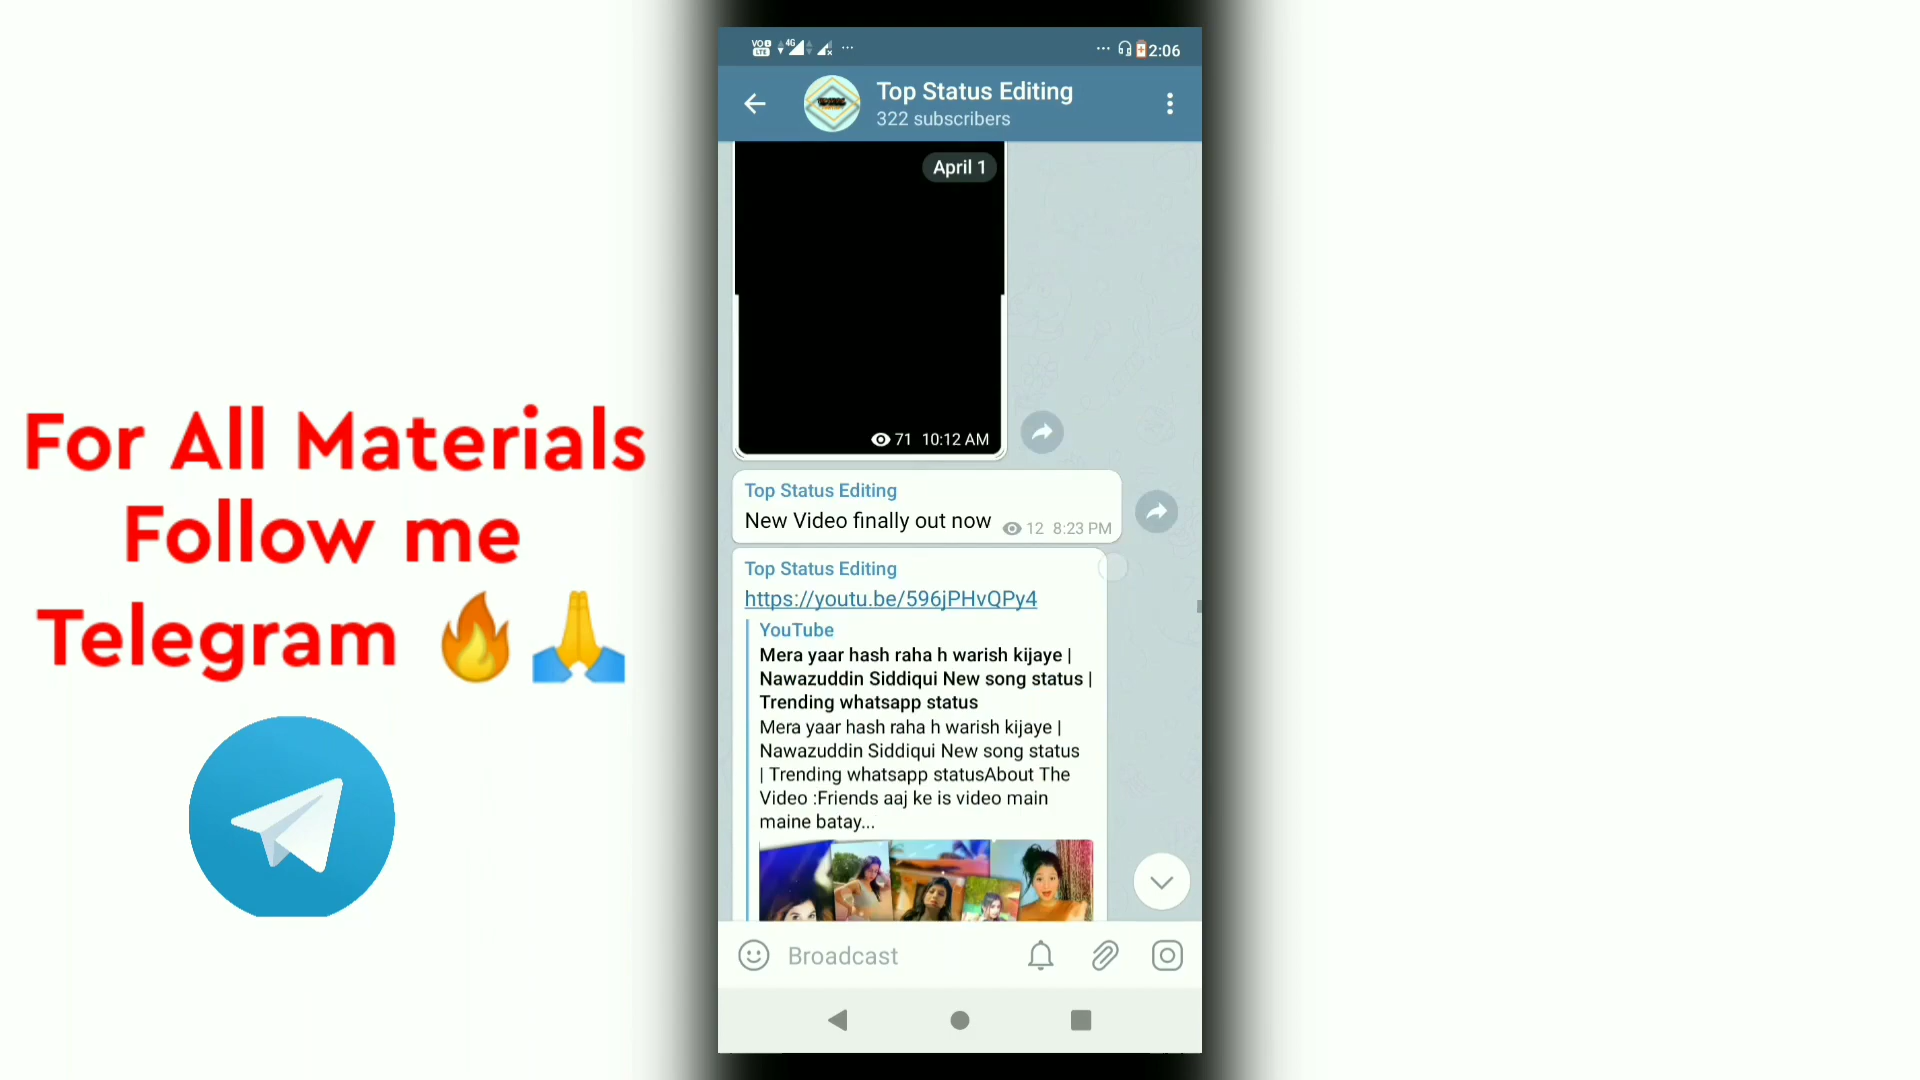 For All Materials
Follow me
Telegram 🔥🙏
VO LTE 4G
2:06
Top Status Editing
322 subscribers
April 1
71 10:12 AM
Top Status Editing
New Video finally out now 12 8:23 PM
Top Status Editing
https://youtu.be/596jPHvQPy4
YouTube
Mera yaar hash raha h warish kijaye |
Nawazuddin Siddiqui New song status |
Trending whatsapp status
Mera yaar hash raha h warish kijaye |
Nawazuddin Siddiqui New song status
| Trending whatsapp statusAbout The
Video :Friends aaj ke is video main
maine batay...
Broadcast